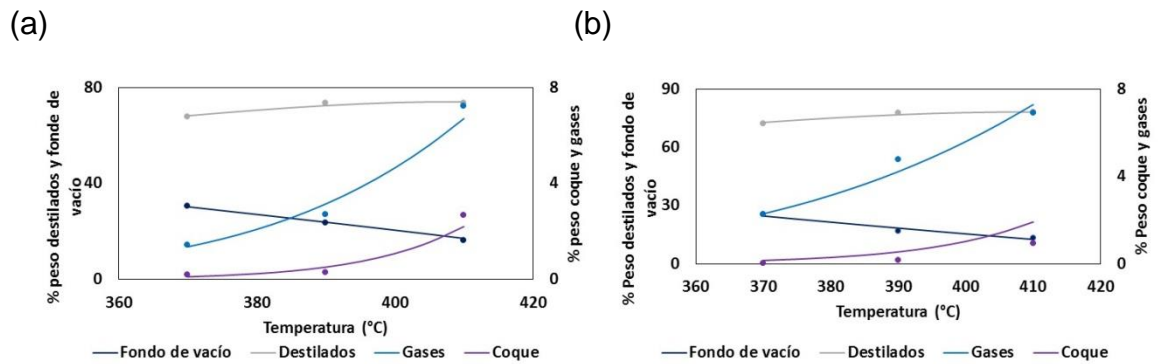 (a)
(b)
% peso destilados y fonde de
vacío
80
40
0
8
4
0
% peso coque y gases
360
380
400
420
Temperatura (°C)
Fondo de vacío
Destilados
Gases
Coque
% Peso destilados y fondo de
vacío
90
60
30
0
8
4
0
% Peso coque y gases
360
370
380
390
400
410
420
Temperatura (°C)
Fondo de vacío
Destilados
Gases
Coque